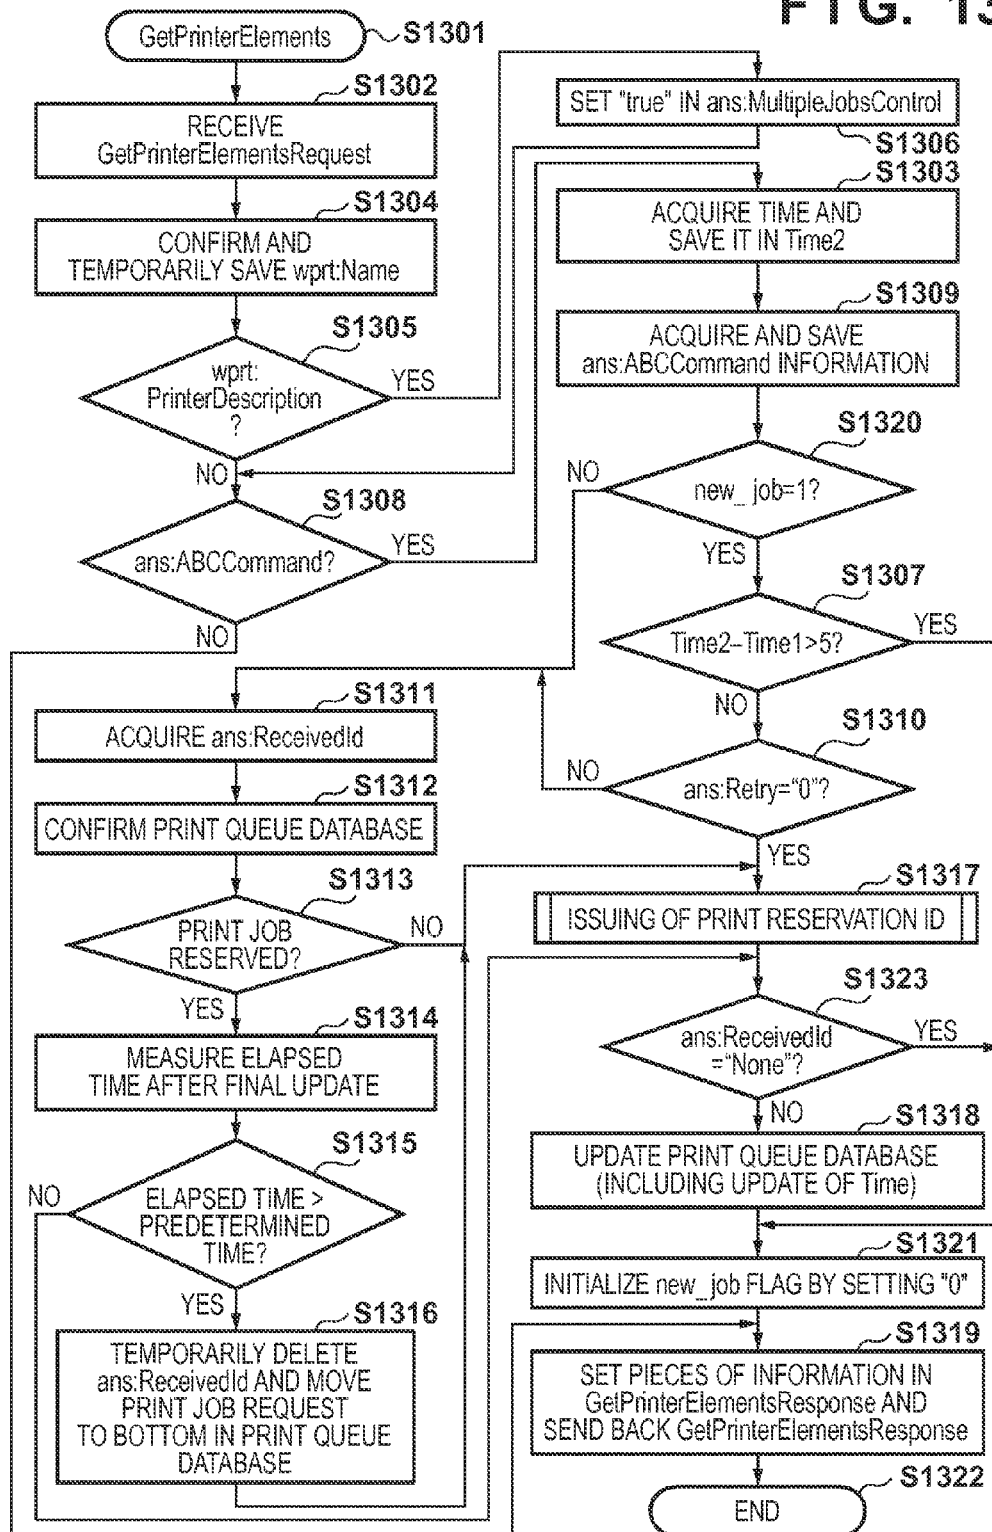 FIG. 13
GetPrinterElements
S1301
S1302
RECEIVE
GetPrinterElementsRequest
S1304
CONFIRM AND
TEMPORARILY SAVE wprt:Name
S1305
wprt:
PrinterDescription
?
YES
NO
S1308
ans:ABCCommand?
YES
NO
S1311
ACQUIRE ans:ReceivedId
S1312
CONFIRM PRINT QUEUE DATABASE
S1313
PRINT JOB
RESERVED?
NO
YES
S1314
MEASURE ELAPSED
TIME AFTER FINAL UPDATE
S1315
NO
ELAPSED TIME >
PREDETERMINED
TIME?
YES
S1316
TEMPORARILY DELETE
ans:ReceivedId AND MOVE
PRINT JOB REQUEST
TO BOTTOM IN PRINT QUEUE
DATABASE
SET "true" IN ans:MultipleJobsControl
S1306
S1303
ACQUIRE TIME AND
SAVE IT IN Time2
S1309
ACQUIRE AND SAVE
ans:ABCCommand INFORMATION
S1320
NO
new_job=1?
YES
S1307
Time2–Time1>5?
YES
NO
S1310
NO
ans:Retry="0"?
YES
S1317
ISSUING OF PRINT RESERVATION ID
S1323
ans:ReceivedId
="None"?
YES
NO
S1318
UPDATE PRINT QUEUE DATABASE
(INCLUDING UPDATE OF Time)
S1321
INITIALIZE new_job FLAG BY SETTING "0"
S1319
SET PIECES OF INFORMATION IN
GetPrinterElementsResponse AND
SEND BACK GetPrinterElementsResponse
S1322
END